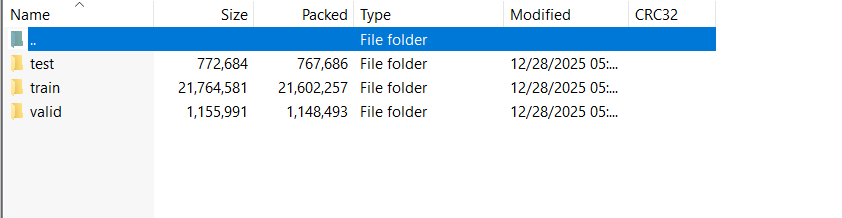 Name Size Packed Type Modified CRC32
.. File folder
test 772,684 767,686 File folder 12/28/2025 05:...
train 21,764,581 21,602,257 File folder 12/28/2025 05:...
valid 1,155,991 1,148,493 File folder 12/28/2025 05:...